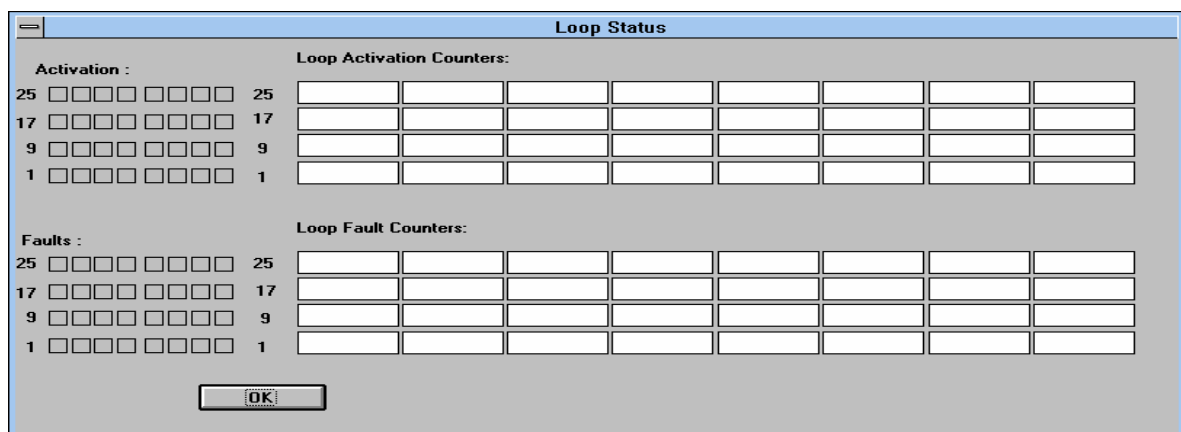 Loop Status
Loop Activation Counters:
Activation :
25 25
17 17
9 9
1 1
Loop Fault Counters:
Faults :
25 25
17 17
9 9
1 1
OK